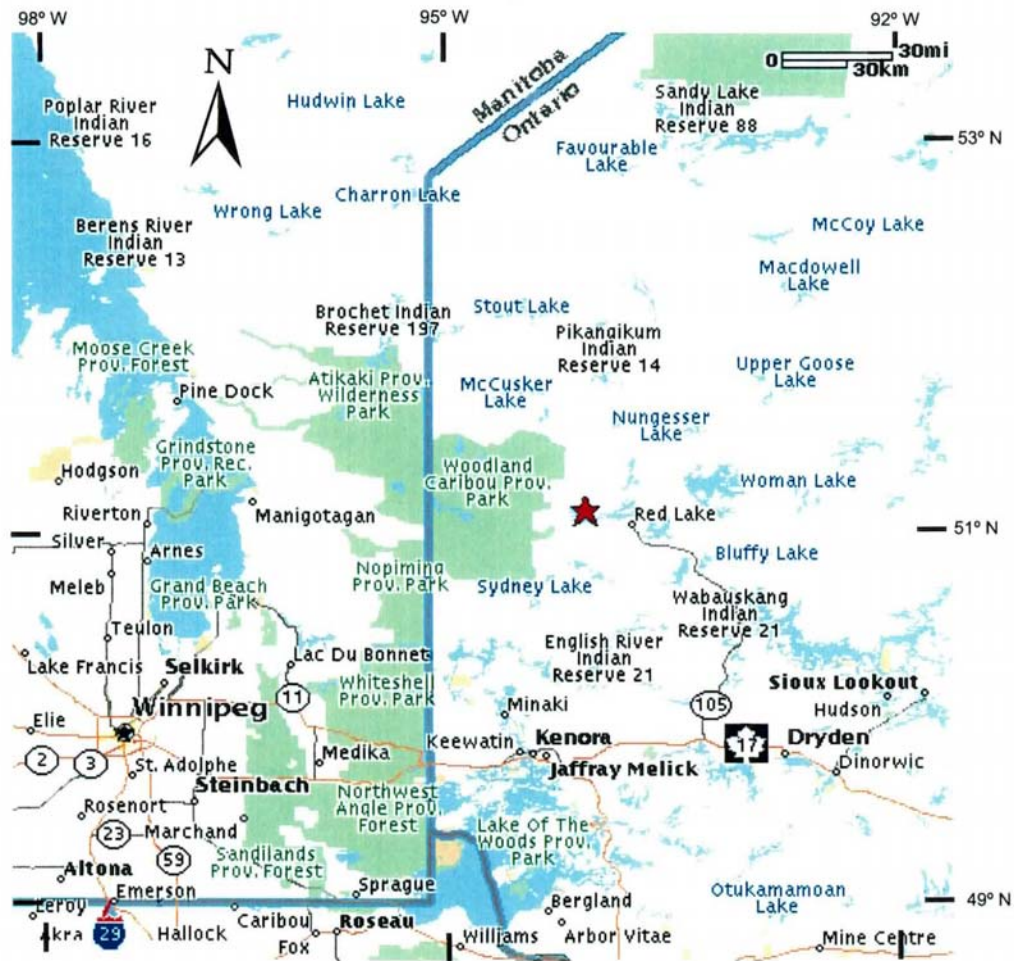 98° W
95° W
92° W
N
0
30mi
30km
Manitoba
Ontario
Hudwin Lake
Poplar River
Indian
Reserve 16
Sandy Lake
Indian
Reserve 88
53° N
Favourable
Lake
Charron Lake
Wrong Lake
Berens River
Indian
Reserve 13
McCoy Lake
Macdowell
Lake
Stout Lake
Brochet Indian
Reserve 197
Pikangikum
Indian
Reserve 14
Moose Creek
Prov. Forest
Upper Goose
Lake
Atikaki Prov.
Wilderness
Park
McCusker
Lake
Pine Dock
Nungesser
Lake
Grindstone
Prov. Rec.
Park
Hodgson
Woodland
Caribou Prov.
Park
Woman Lake
Riverton
Manigotagan
Red Lake
51° N
Silver
Arnes
Bluffy Lake
Meleb
Grand Beach
Prov. Park
Nopiming
Prov. Park
Sydney Lake
Wabauskang
Indian
Reserve 21
Teulon
English River
Indian
Reserve 21
Lake Francis
Selkirk
Lac Du Bonnet
Whiteshell
Prov. Park
Sioux Lookout
Hudson
11
105
Minaki
Winnipeg
Elie
Keewatin
Kenora
17
Dryden
2
3
St. Adolphe
Medika
Jaffray Melick
Dinorwic
Steinbach
Northwest
Angle Prov.
Forest
Rosenort
23
Marchand
Lake Of The
Woods Prov.
Park
59
Sandilands
Prov. Forest
Altona
Emerson
Sprague
Otukamamoan
Lake
49° N
Leroy
Caribou
Roseau
Bergland
Akra
29
Hallock
Fox
Williams
Arbor Vitae
Mine Centre